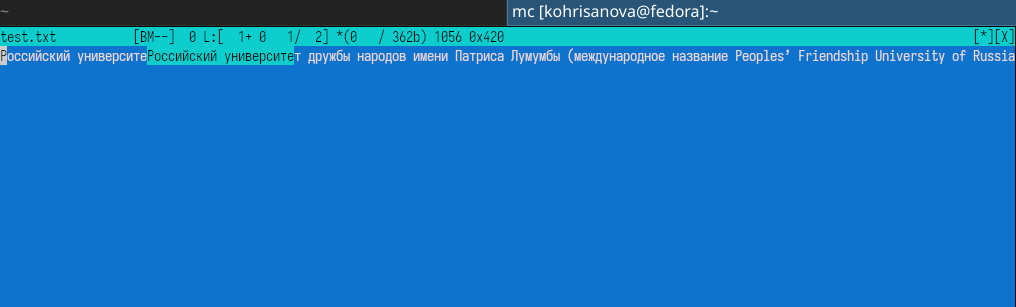 ~
mc [kohrisanova@fedora]:~
test.txt [BM--] 0 L:[ 1+ 0 1/ 2] *(0 / 362b) 1056 0x420 [*][X]
Российский университеРоссийский университет дружбы народов имени Патриса Лумумбы (международное название Peoples’ Friendship University of Russia